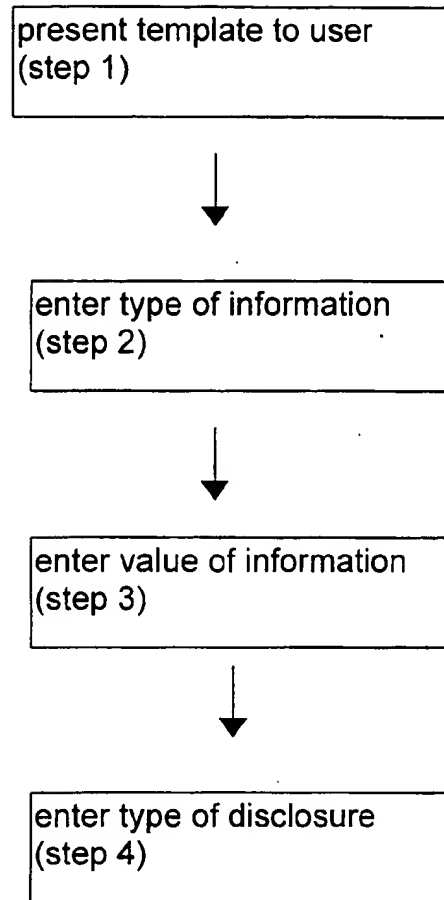 present template to user
(step 1)
enter type of information
(step 2)
enter value of information
(step 3)
enter type of disclosure
(step 4)